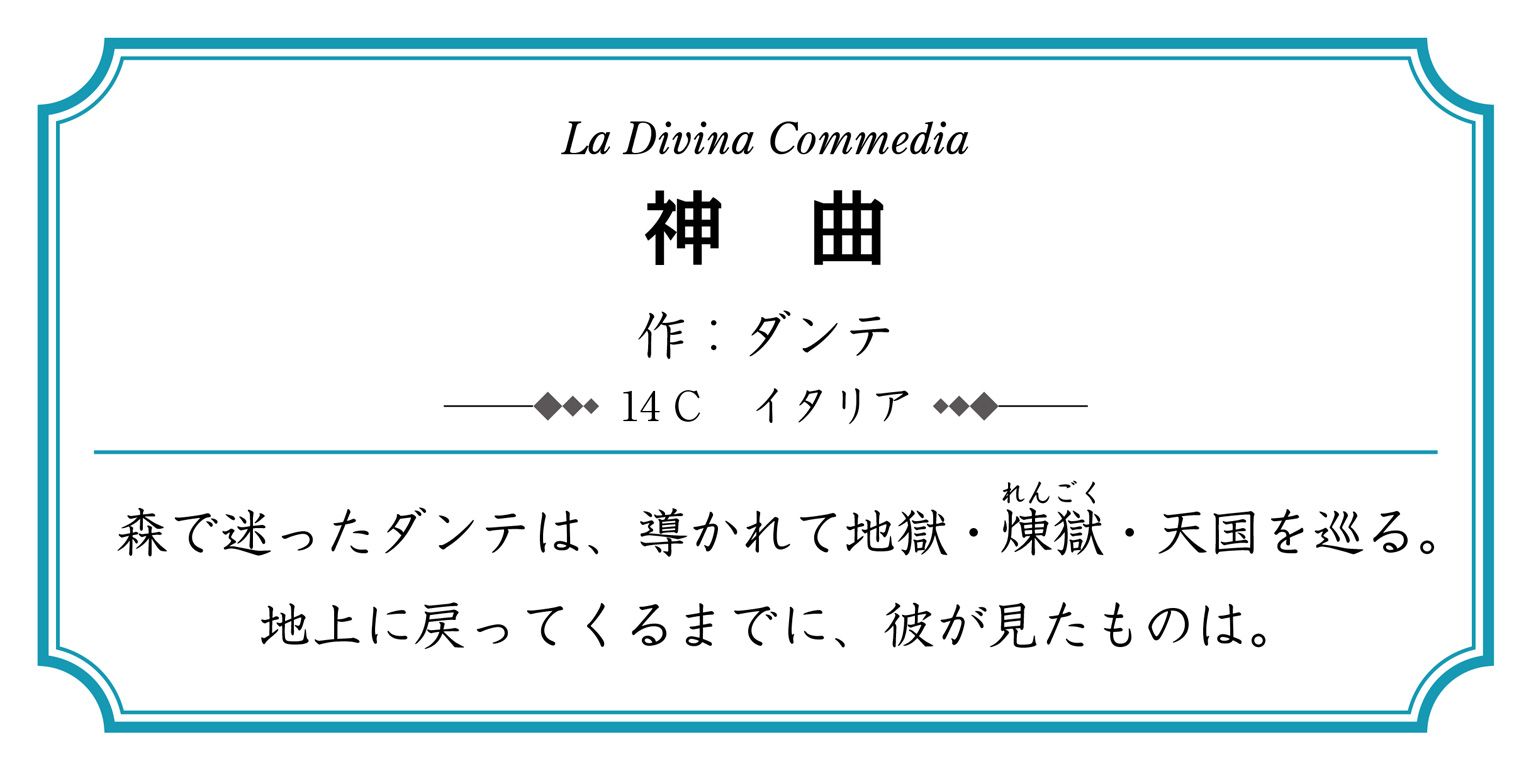 La Divina Commedia
神　曲
作：ダンテ
14 C　イタリア
れんごく
森で迷ったダンテは、導かれて地獄・煉獄・天国を巡る。
地上に戻ってくるまでに、彼が見たものは。